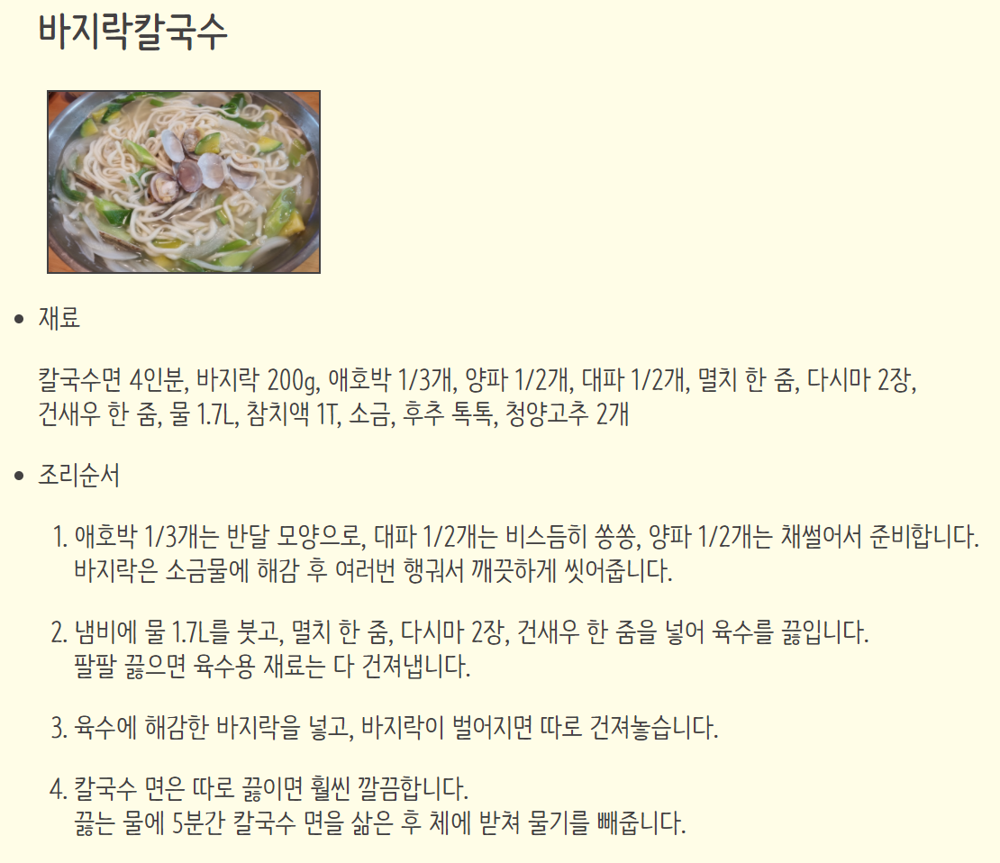 바지락칼국수
재료
칼국수면 4인분, 바지락 200g, 애호박 1/3개, 양파 1/2개, 대파 1/2개, 멸치 한 줌, 다시마 2장,
건새우 한 줌, 물 1.7L, 참치액 1T, 소금, 후추 톡톡, 청양고추 2개
조리순서
1. 애호박 1/3개는 반달 모양으로, 대파 1/2개는 비스듬히 쏭쏭, 양파 1/2개는 채썰어서 준비합니다.
바지락은 소금물에 해감 후 여러번 행궈서 깨끗하게 씻어줍니다.
2. 냄비에 물 1.7L를 붓고, 멸치 한 줌, 다시마 2장, 건새우 한 줌을 넣어 육수를 끓입니다.
팔팔 끓으면 육수용 재료는 다 건져냅니다.
3. 육수에 해감한 바지락을 넣고, 바지락이 벌어지면 따로 건져놓습니다.
4. 칼국수 면은 따로 끓이면 훨씬 깔끔합니다.
끓는 물에 5분간 칼국수 면을 삶은 후 체에 받쳐 물기를 빼줍니다.